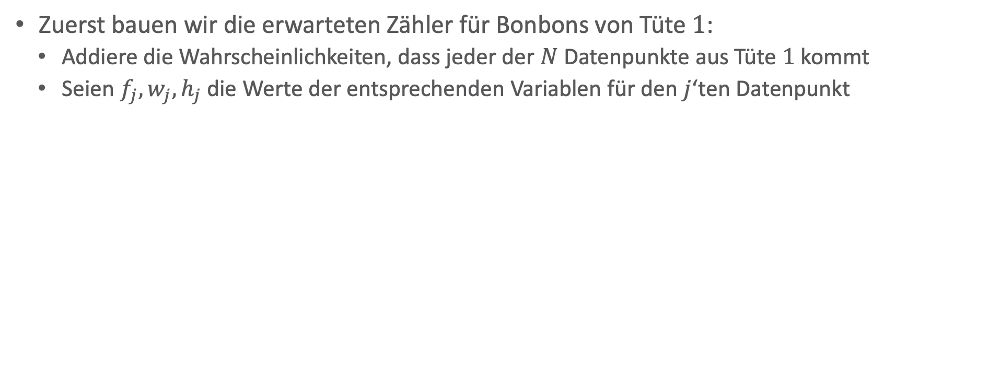 • Zuerst bauen wir die erwarteten Zähler für Bonbons von Tüte 1:
• Addiere die Wahrscheinlichkeiten, dass jeder der N Datenpunkte aus Tüte 1 kommt
• Seien f_j, w_j, h_j die Werte der entsprechenden Variablen für den j‘ten Datenpunkt